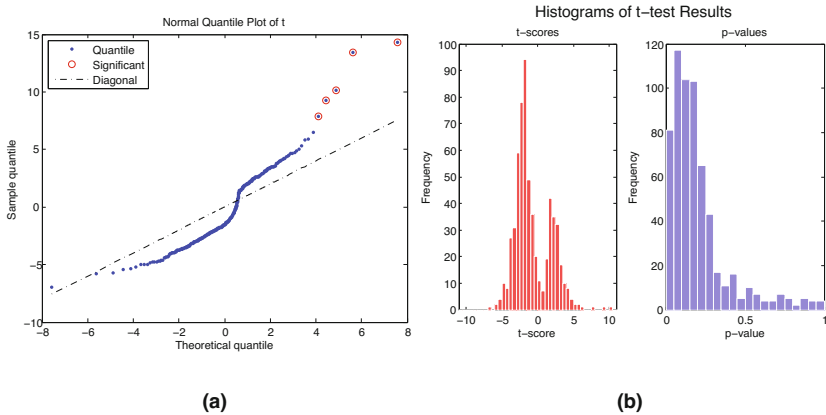 Normal Quantile Plot of t
15
10
5
0
−5
−10
−8
−6
−4
−2
0
2
4
6
8
Sample quantile
Theoretical quantile
Quantile
Significant
Diagonal
(a)
Histograms of t−test Results
t−scores
100
90
80
70
60
50
40
30
20
10
0
−10
−5
0
5
10
Frequency
t−score
p−values
120
100
80
60
40
20
0
0
0.5
1
Frequency
p−value
(b)